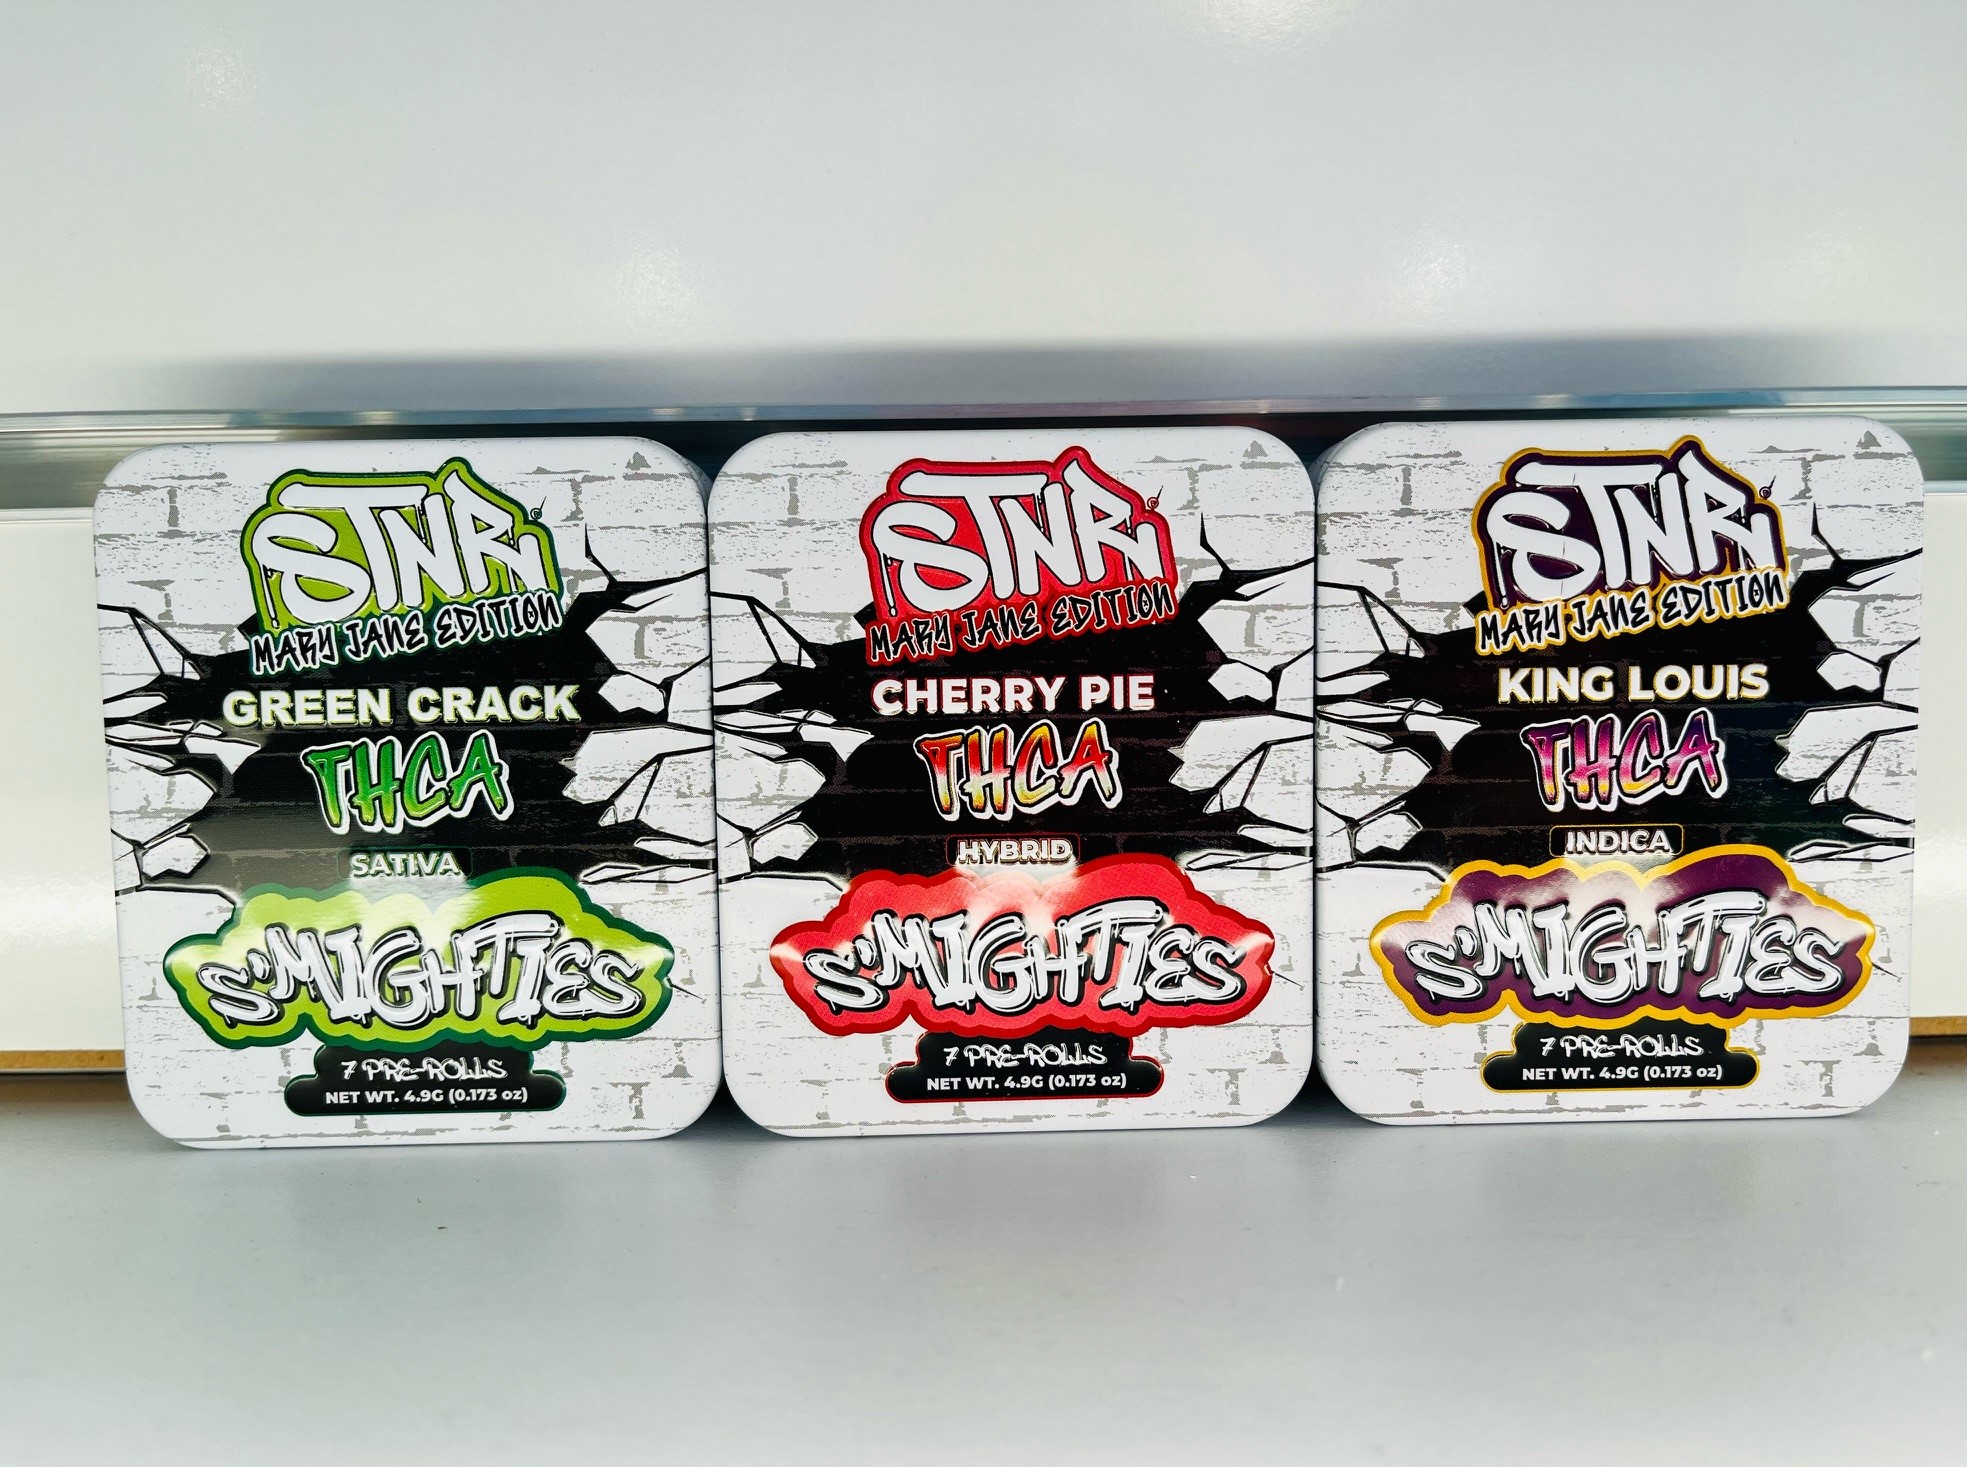 STNR®
MARY JANE EDITION
GREEN CRACK
THCA
SATIVA
S'MIGHTIES
7 PRE-ROLLS
NET WT. 4.9G (0.173 oz)
STNR®
MARY JANE EDITION
CHERRY PIE
THCA
HYBRID
S'MIGHTIES
7 PRE-ROLLS
NET WT. 4.9G (0.173 oz)
STNR®
MARY JANE EDITION
KING LOUIS
THCA
INDICA
S'MIGHTIES
7 PRE-ROLLS
NET WT. 4.9G (0.173 oz)